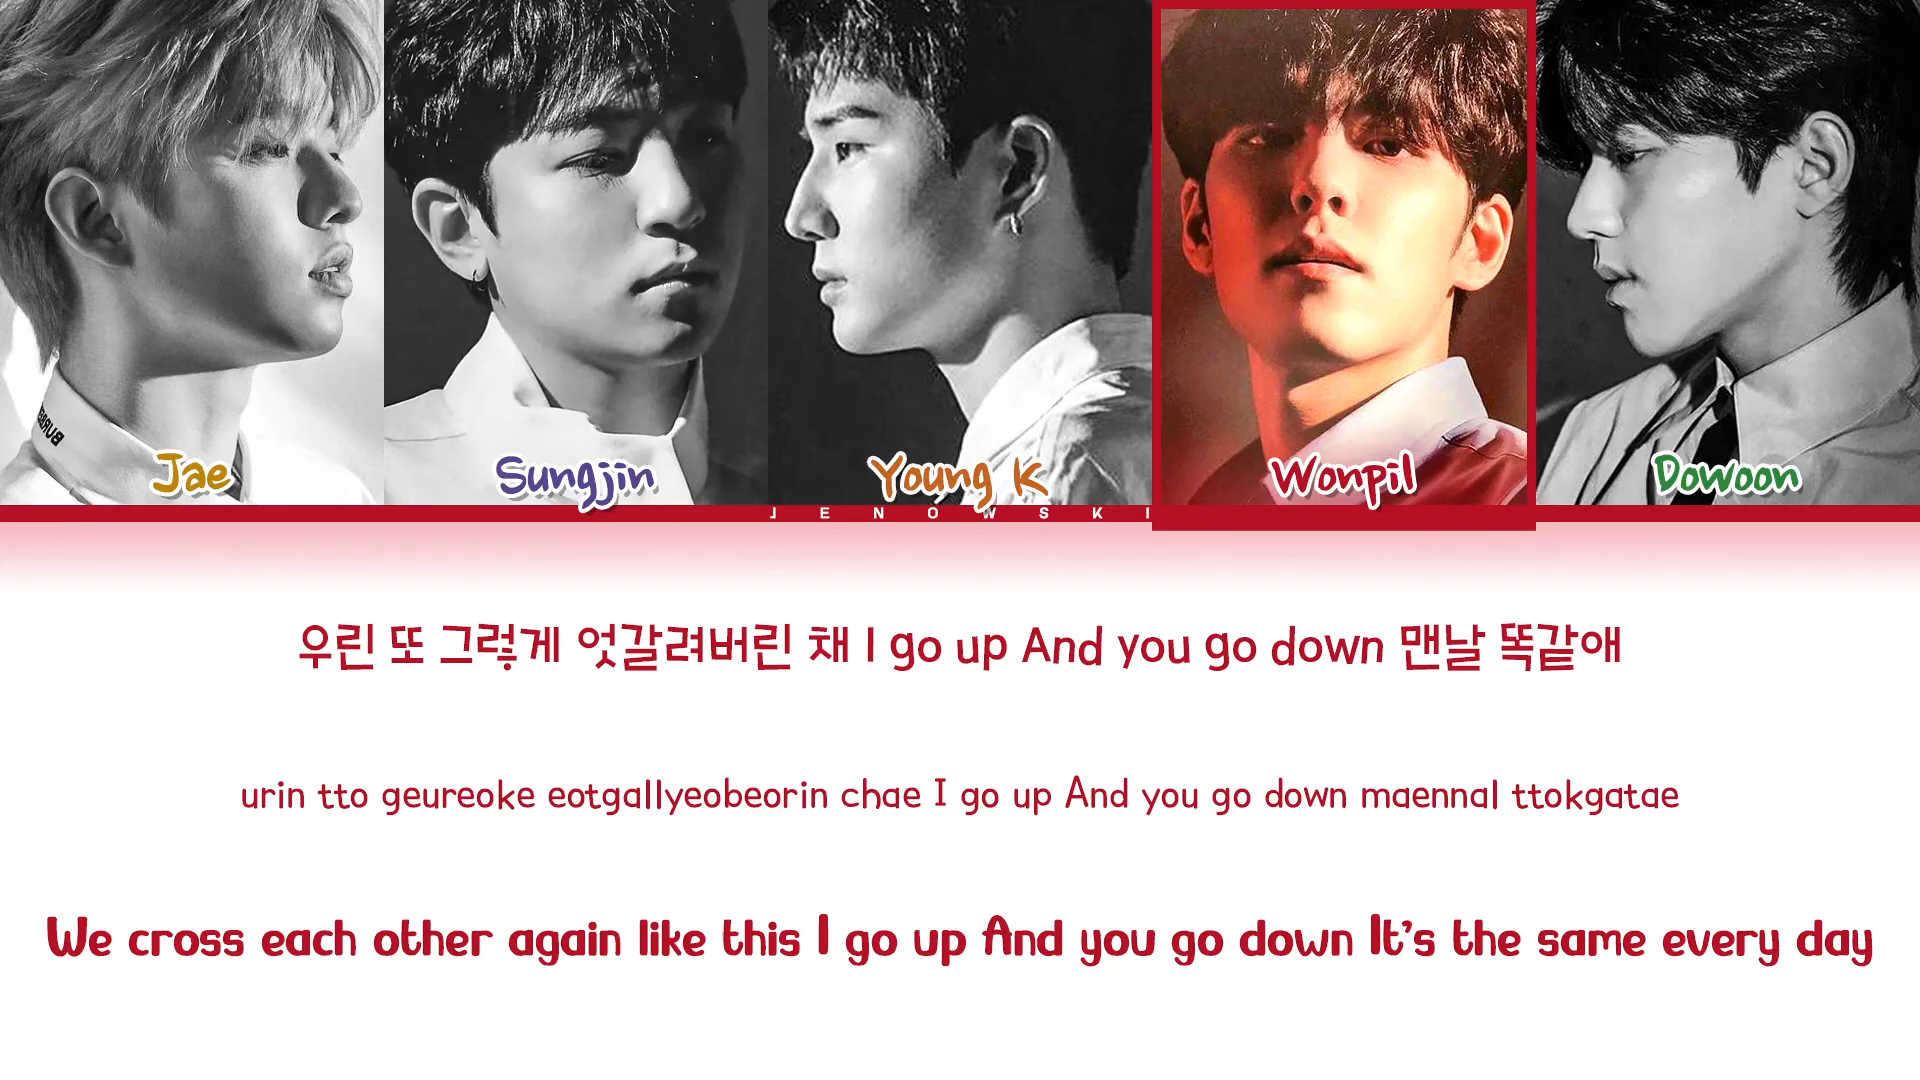 Jae
Sungjin
Young K
Wonpil
Dowoon
JENOWSKI
우린 또 그렇게 엇갈려버린 채 I go up And you go down 맨날 똑같애
urin tto geureoke eotgallyeobeorin chae I go up And you go down maennal ttokgatae
We cross each other again like this I go up And you go down It's the same every day